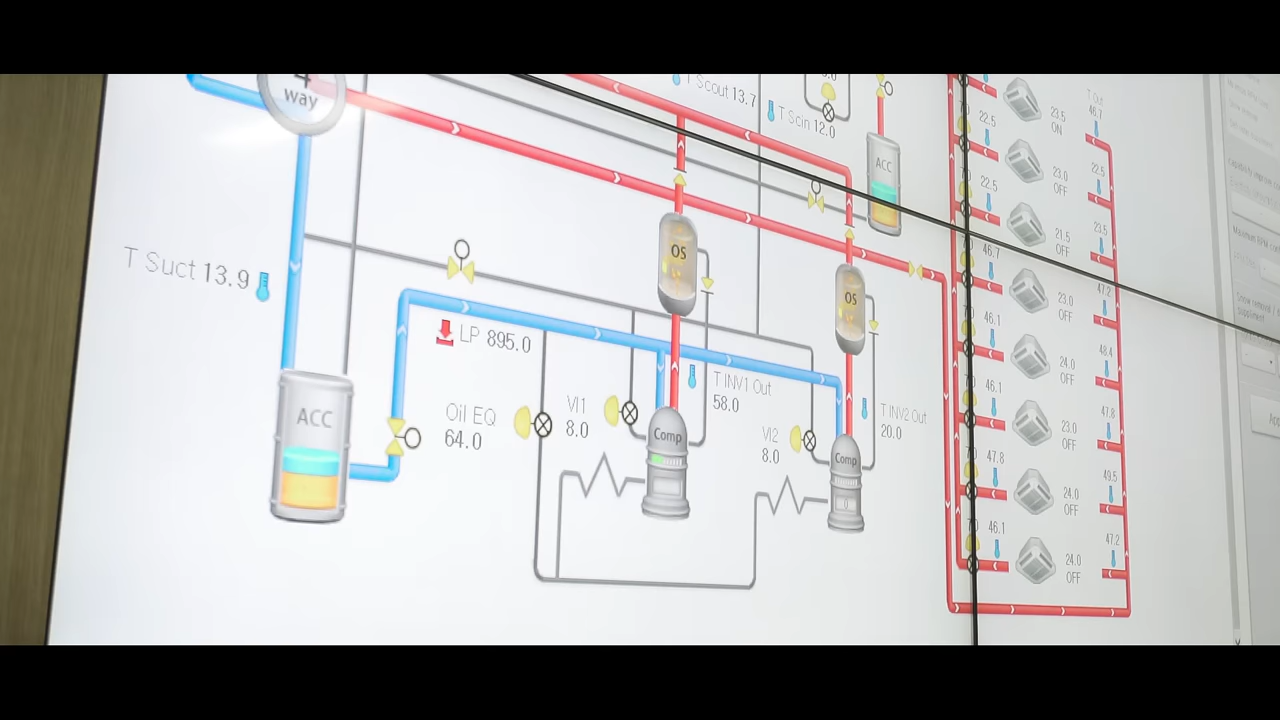 way
T Scout 13.7
T Scin 12.0
ACC
T Suct 13.9
OS
OS
LP 895.0
T INV1 Out
58.0
T INV2 Out
20.0
ACC
Oil EQ
64.0
VI1
8.0
VI2
8.0
Comp
Comp
0
T Out
46.7
23.5
ON
22.5
23.0
OFF
22.5
22.5
21.5
OFF
23.5
46.7
23.0
OFF
47.2
46.1
24.0
OFF
48.4
46.1
23.0
OFF
47.8
47.8
24.0
OFF
49.5
46.1
24.0
OFF
47.2